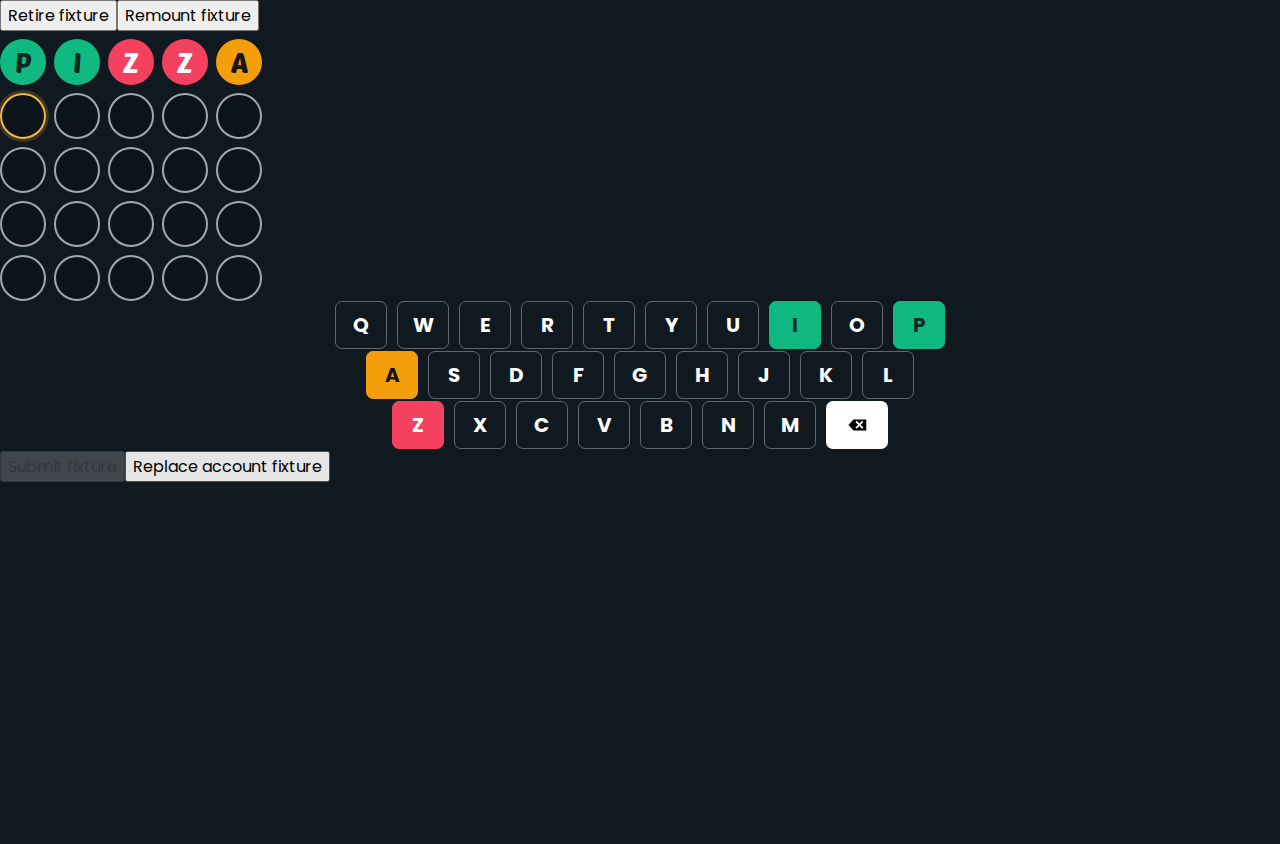 Retire fixture Remount fixture
P I Z Z A
Q W E R T Y U I O P
A S D F G H J K L
Z X C V B N M
Submit fixture Replace account fixture